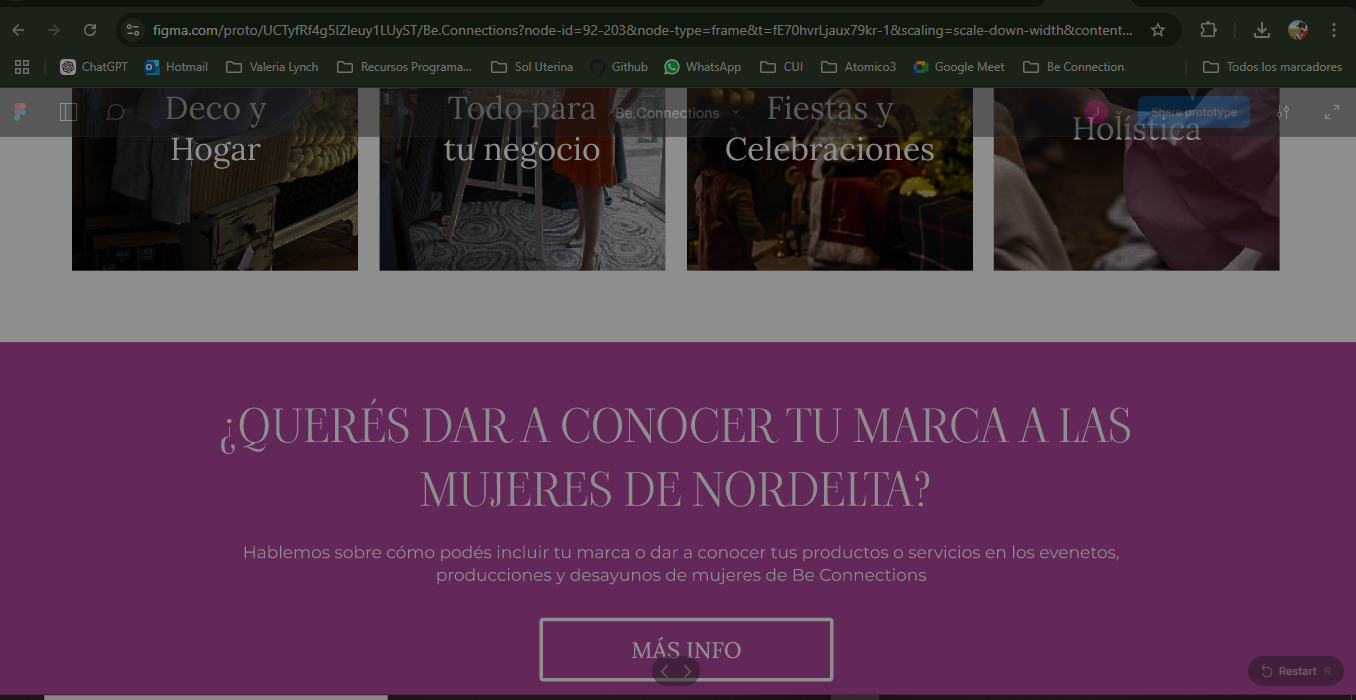 figma.com/proto/UCTyfRf4g5IZIeuy1LUyST/Be.Connections?node-id=92-203&node-type=frame&t=fE70hvrLjaux79kr-1&scaling=scale-down-width&content...
ChatGPT Hotmail Valeria Lynch Recursos Programa... Sol Uterina Github WhatsApp CUI Atomico3 Google Meet Be Connection Todos los marcadores
Be.Connections J Share prototype
Deco y
Hogar
Todo para
tu negocio
Fiestas y
Celebraciones
Holística
¿QUERÉS DAR A CONOCER TU MARCA A LAS
MUJERES DE NORDELTA?
Hablemos sobre cómo podés incluir tu marca o dar a conocer tus productos o servicios en los evenetos,
producciones y desayunos de mujeres de Be Connections
MÁS INFO
Restart R